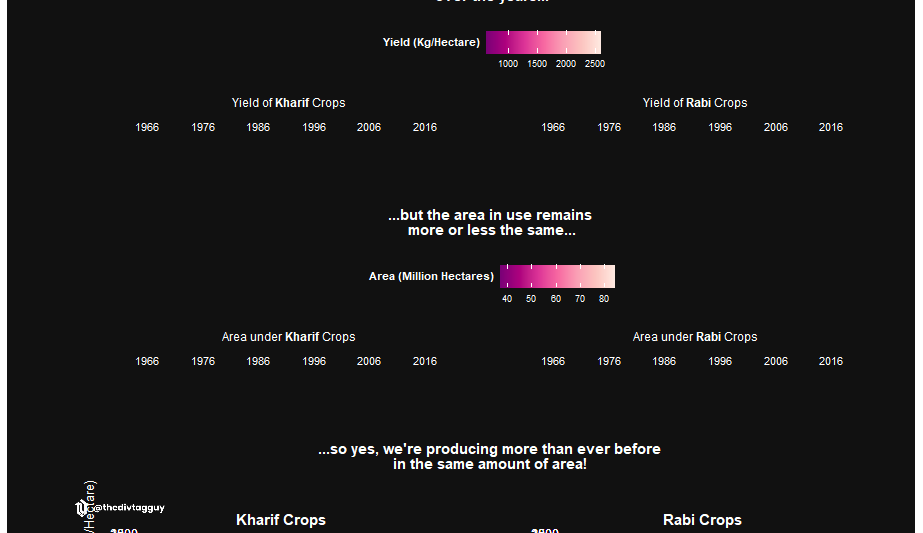 Yield (Kg/Hectare)
1000 1500 2000 2500
Yield of Kharif Crops Yield of Rabi Crops
1966 1976 1986 1996 2006 2016 1966 1976 1986 1996 2006 2016
...but the area in use remains
more or less the same...
Area (Million Hectares)
40 50 60 70 80
Area under Kharif Crops Area under Rabi Crops
1966 1976 1986 1996 2006 2016 1966 1976 1986 1996 2006 2016
...so yes, we're producing more than ever before
in the same amount of area!
/Hectare)
@thedivtagguy
Kharif Crops Rabi Crops